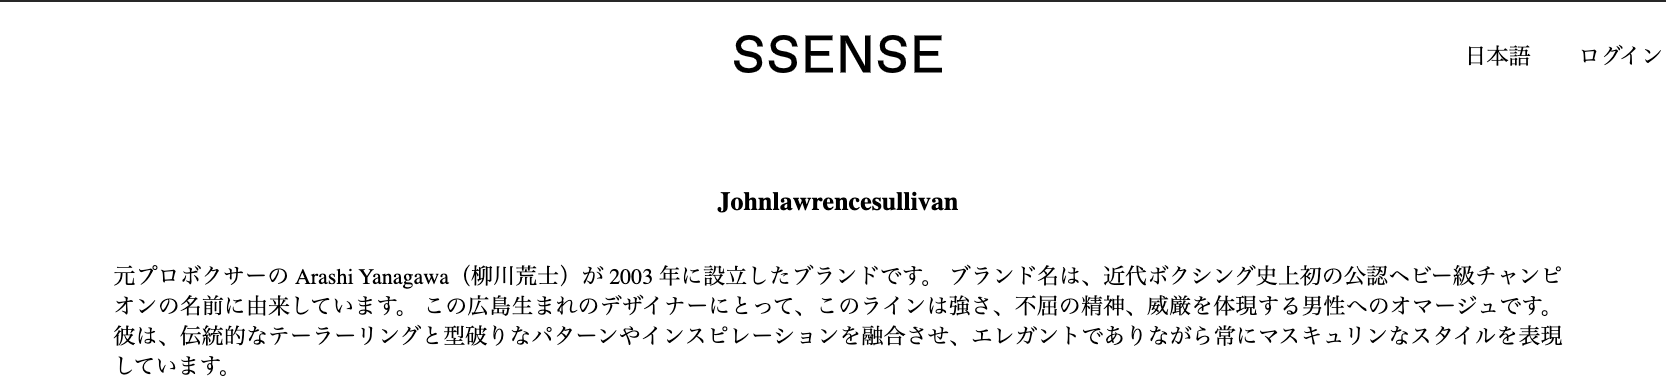 SSENSE
日本語 ログイン
Johnlawrencesullivan
元プロボクサーの Arashi Yanagawa（柳川荒士）が 2003 年に設立したブランドです。 ブランド名は、近代ボクシング史上初の公認ヘビー級チャンピ
オンの名前に由来しています。 この広島生まれのデザイナーにとって、このラインは強さ、不屈の精神、威厳を体現する男性へのオマージュです。
彼は、伝統的なテーラーリングと型破りなパターンやインスピレーションを融合させ、エレガントでありながら常にマスキュリンなスタイルを表現
しています。